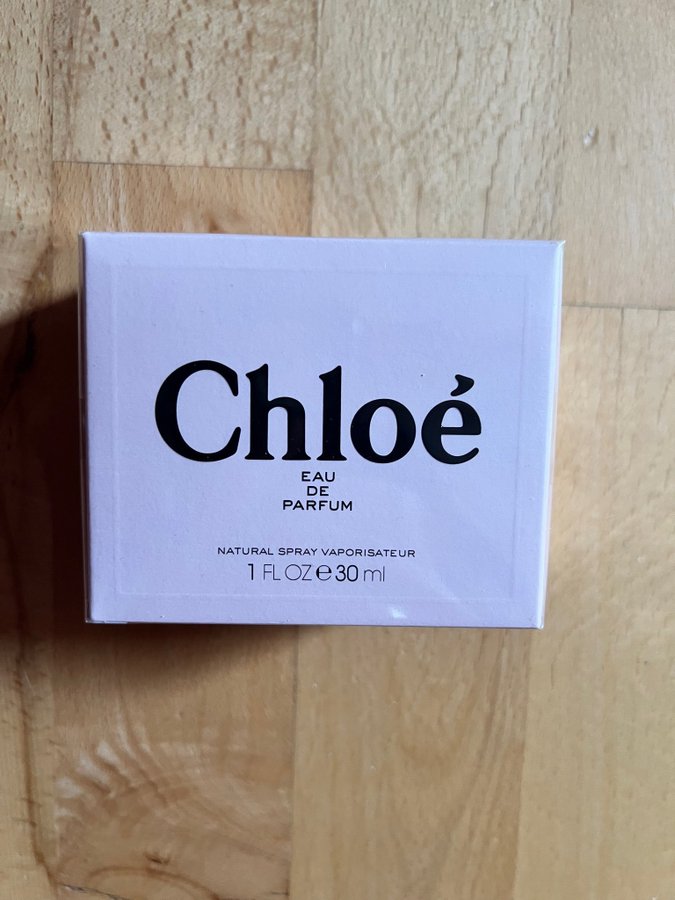 Chloé
EAU
DE
PARFUM
NATURAL SPRAY VAPORISATEUR
1 FL OZ ℮ 30 ml